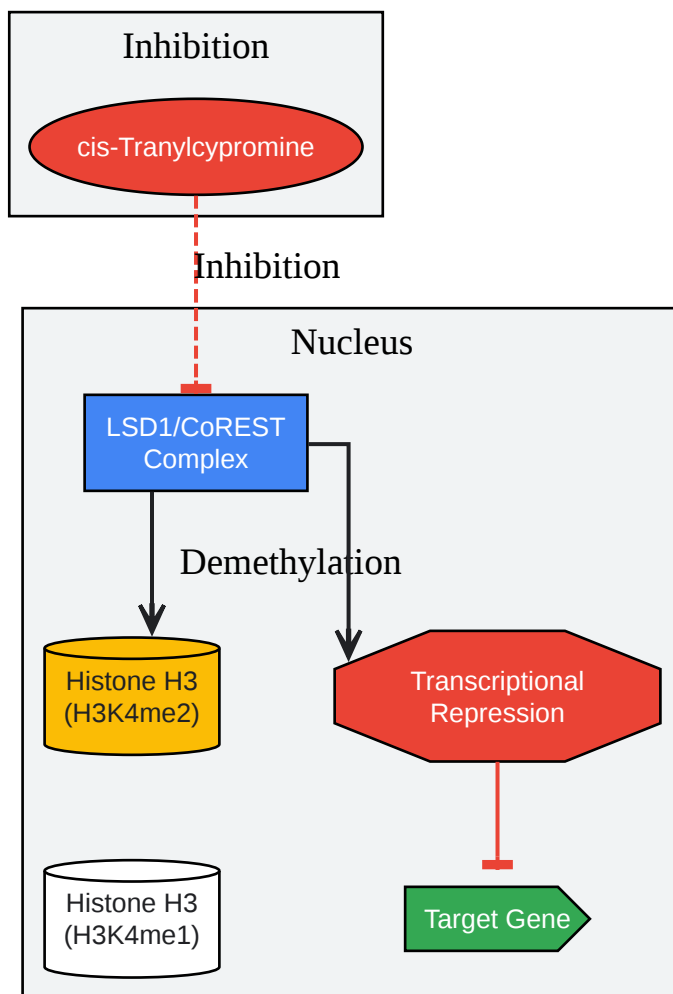 Inhibition
cis-Tranylcypromine
Inhibition
Nucleus
LSD1/CoREST
Complex
Demethylation
Histone H3
(H3K4me2)
Transcriptional
Repression
Histone H3
(H3K4me1)
Target Gene